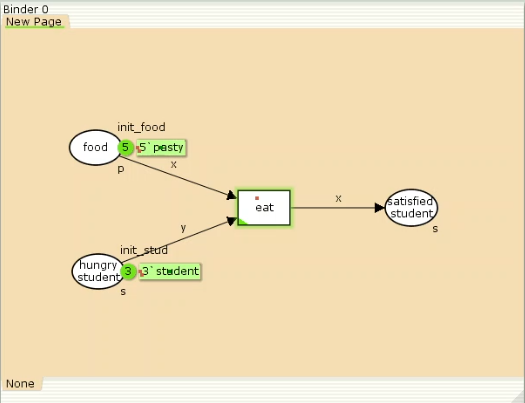 Binder 0
New Page
init_food
food
5
5`pasty
p
x
eat
x
satisfied
student
s
y
init_stud
hungry
student
3
3`student
s
None